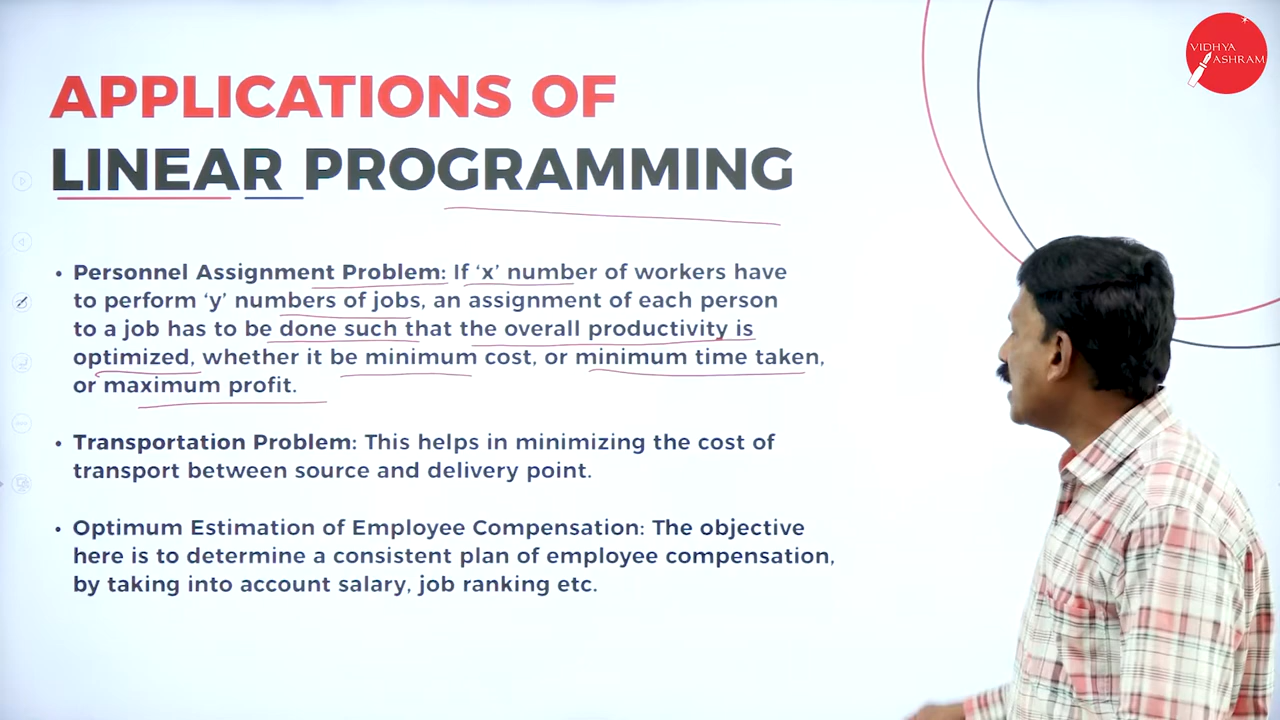 VIDHYA
ASHRAM
APPLICATIONS OF
LINEAR PROGRAMMING
• Personnel Assignment Problem: If ‘x’ number of workers have
to perform ‘y’ numbers of jobs, an assignment of each person
to a job has to be done such that the overall productivity is
optimized, whether it be minimum cost, or minimum time taken,
or maximum profit.
• Transportation Problem: This helps in minimizing the cost of
transport between source and delivery point.
• Optimum Estimation of Employee Compensation: The objective
here is to determine a consistent plan of employee compensation,
by taking into account salary, job ranking etc.